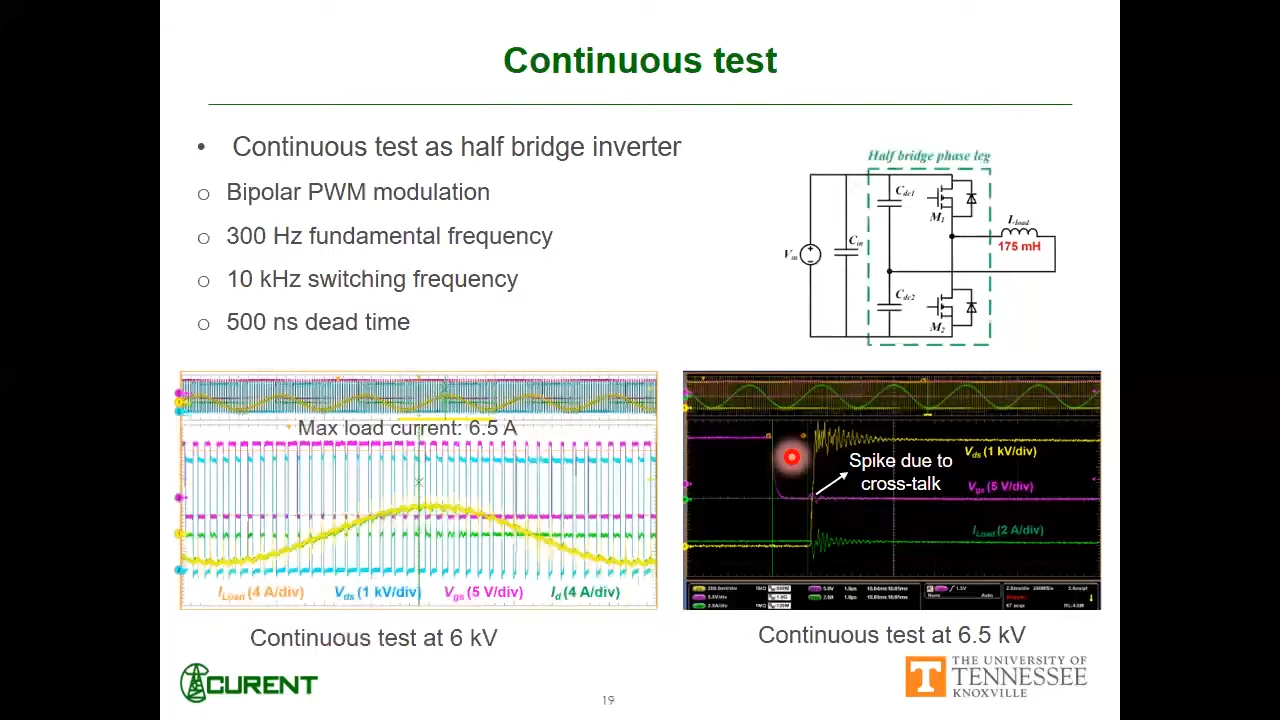 Continuous test
• Continuous test as half bridge inverter
o Bipolar PWM modulation
o 300 Hz fundamental frequency
o 10 kHz switching frequency
o 500 ns dead time
Half bridge phase leg
Cdc1
M1
Lload
175 mH
Cin
Vin
Cdc2
M2
Max load current: 6.5 A
ILoad (4 A/div) Vds (1 kV/div) Vgs (5 V/div) Id (4 A/div)
Continuous test at 6 kV
Vds (1 kV/div)
Spike due to
cross-talk
Vgs (5 V/div)
ILoad (2 A/div)
Continuous test at 6.5 kV
CURENT
19
T
THE UNIVERSITY OF
TENNESSEE
KNOXVILLE